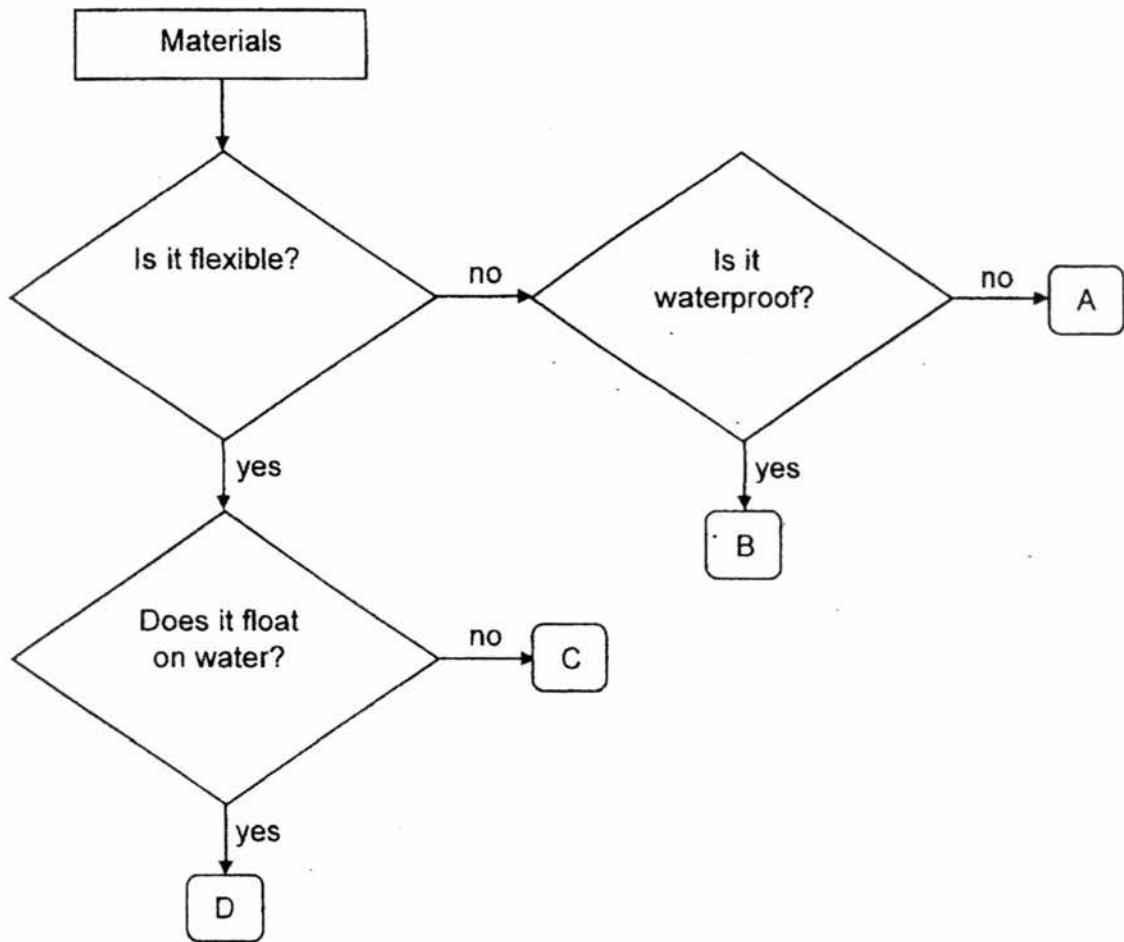 Materials
Is it flexible?
no
Is it
waterproof?
no
A
yes
yes
B
Does it float
on water?
no
C
yes
D